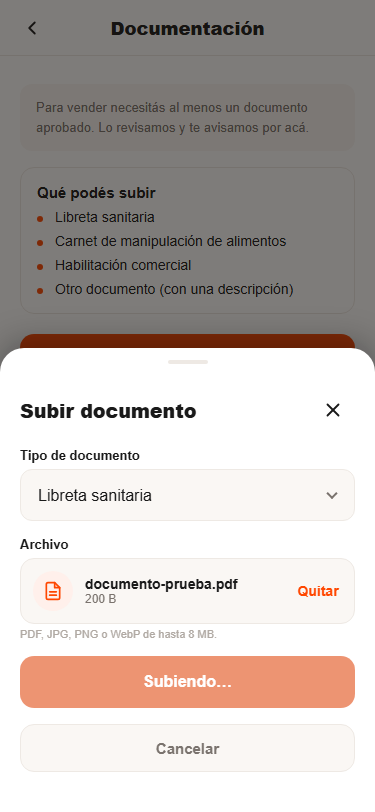 Documentación
Para vender necesitás al menos un documento
aprobado. Lo revisamos y te avisamos por acá.
Qué podés subir
Libreta sanitaria
Carnet de manipulación de alimentos
Habilitación comercial
Otro documento (con una descripción)
Subir documento
Tipo de documento
Libreta sanitaria
Archivo
documento-prueba.pdf
200 B
Quitar
PDF, JPG, PNG o WebP de hasta 8 MB.
Subiendo...
Cancelar